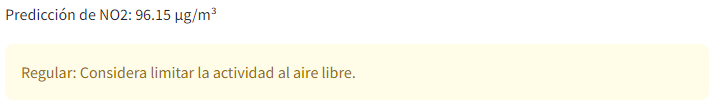 Predicción de NO2: 96.15 µg/m³
Regular: Considera limitar la actividad al aire libre.